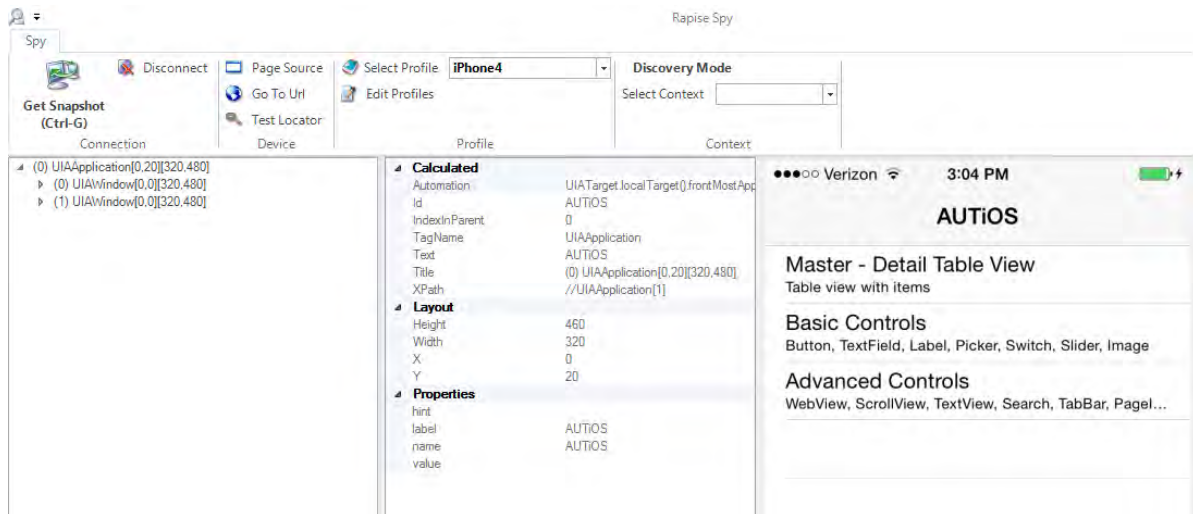 Rapise Spy
Spy
Get Snapshot
(Ctrl-G)
Disconnect
Connection
Page Source
Go To Url
Test Locator
Device
Select Profile iPhone4
Edit Profiles
Profile
Discovery Mode
Select Context
Context
(0) UIAApplication[0,20][320,480]
(0) UIAWindow[0,0][320,480]
(1) UIAWindow[0,0][320,480]
Calculated
Automation UIATarget.localTarget().frontMostApp
Id AUTiOS
IndexInParent 0
TagName UIAApplication
Text AUTiOS
Title (0) UIAApplication[0,20][320,480]
XPath //UIAApplication[1]
Layout
Height 460
Width 320
X 0
Y 20
Properties
hint
label AUTiOS
name AUTiOS
value
Verizon 3:04 PM
AUTiOS
Master - Detail Table View
Table view with items
Basic Controls
Button, TextField, Label, Picker, Switch, Slider, Image
Advanced Controls
WebView, ScrollView, TextView, Search, TabBar, PageI...